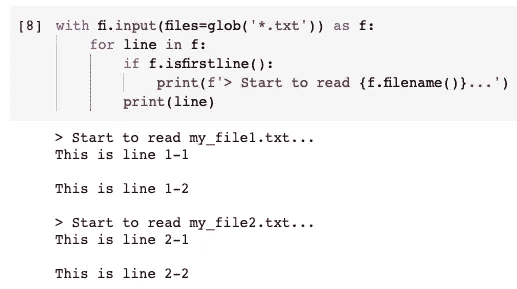 [8] with fi.input(files=glob('*.txt')) as f:
for line in f:
if f.isfirstline():
print(f'> Start to read {f.filename()}...')
print(line)
> Start to read my_file1.txt...
This is line 1-1
This is line 1-2
> Start to read my_file2.txt...
This is line 2-1
This is line 2-2